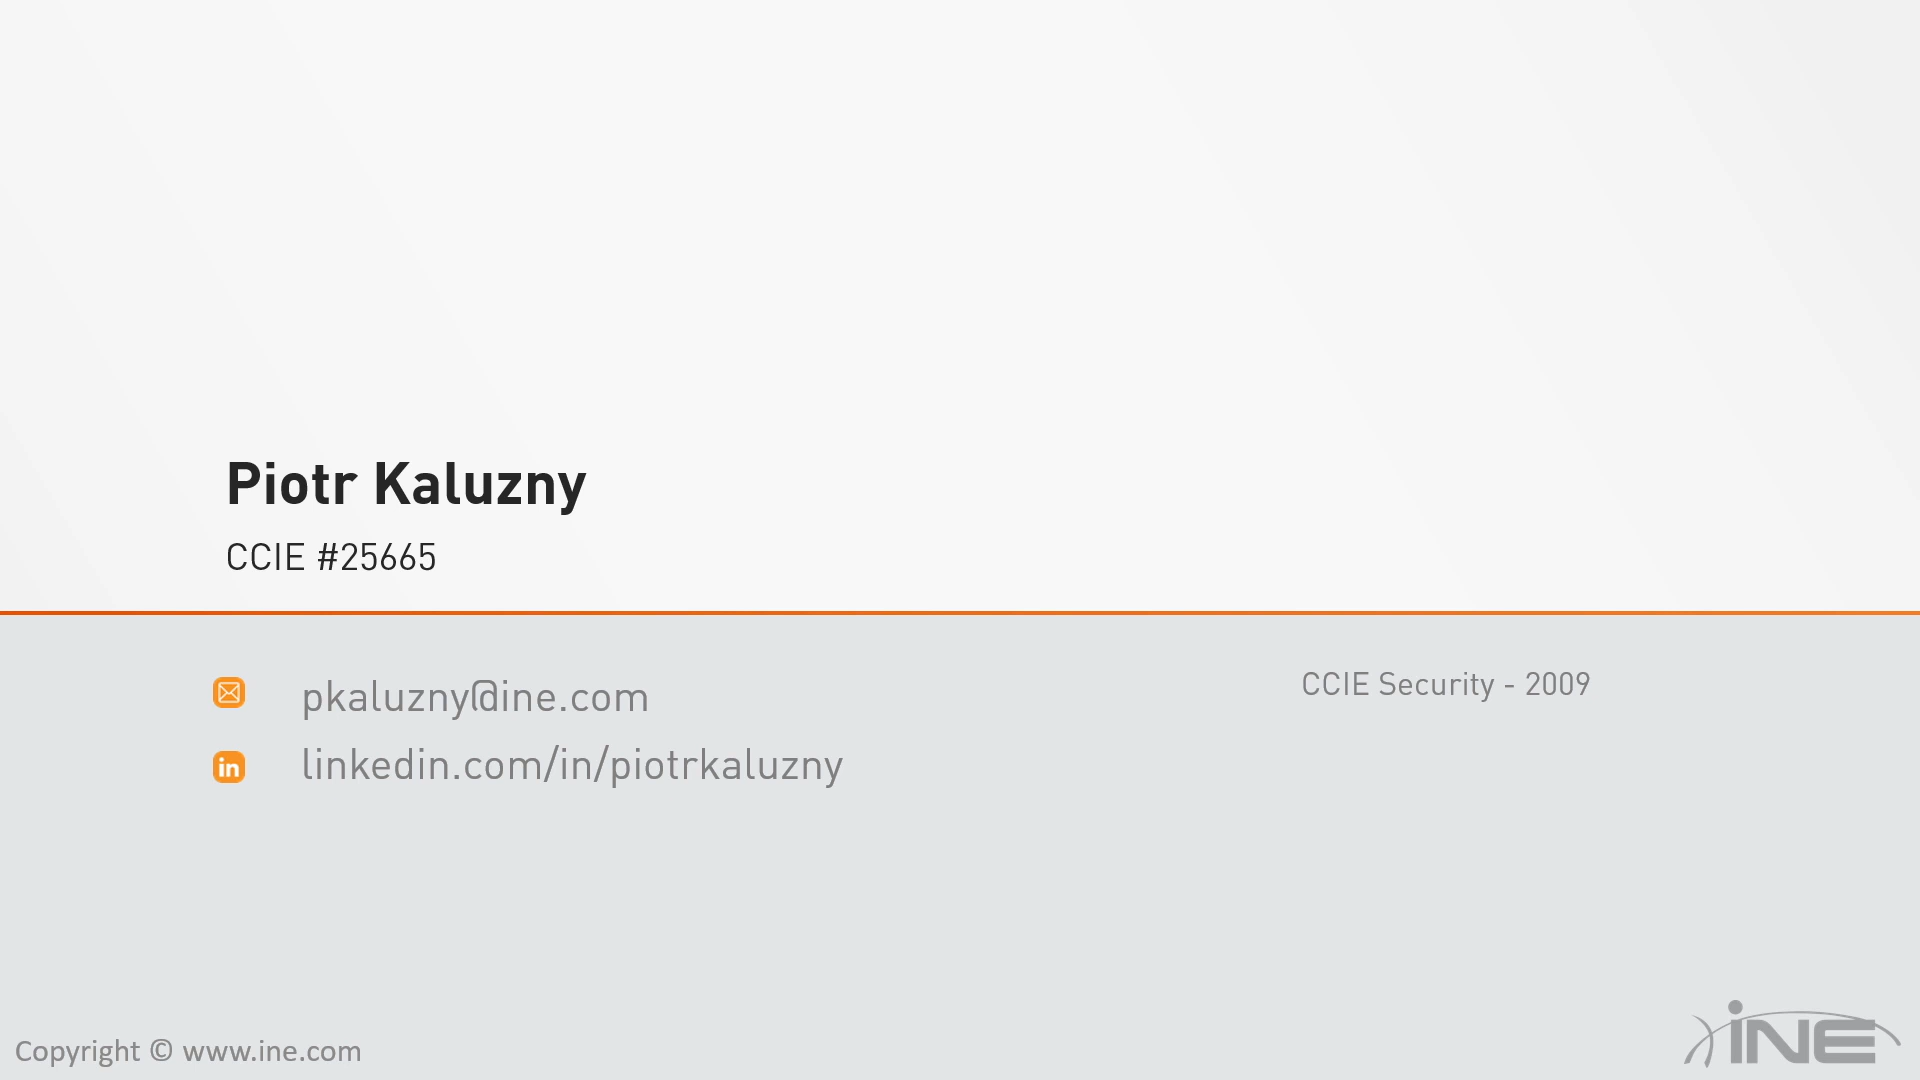 Piotr Kaluzny
CCIE #25665
pkaluzny@ine.com
linkedin.com/in/piotrkaluzny
CCIE Security - 2009
Copyright © www.ine.com
iNE